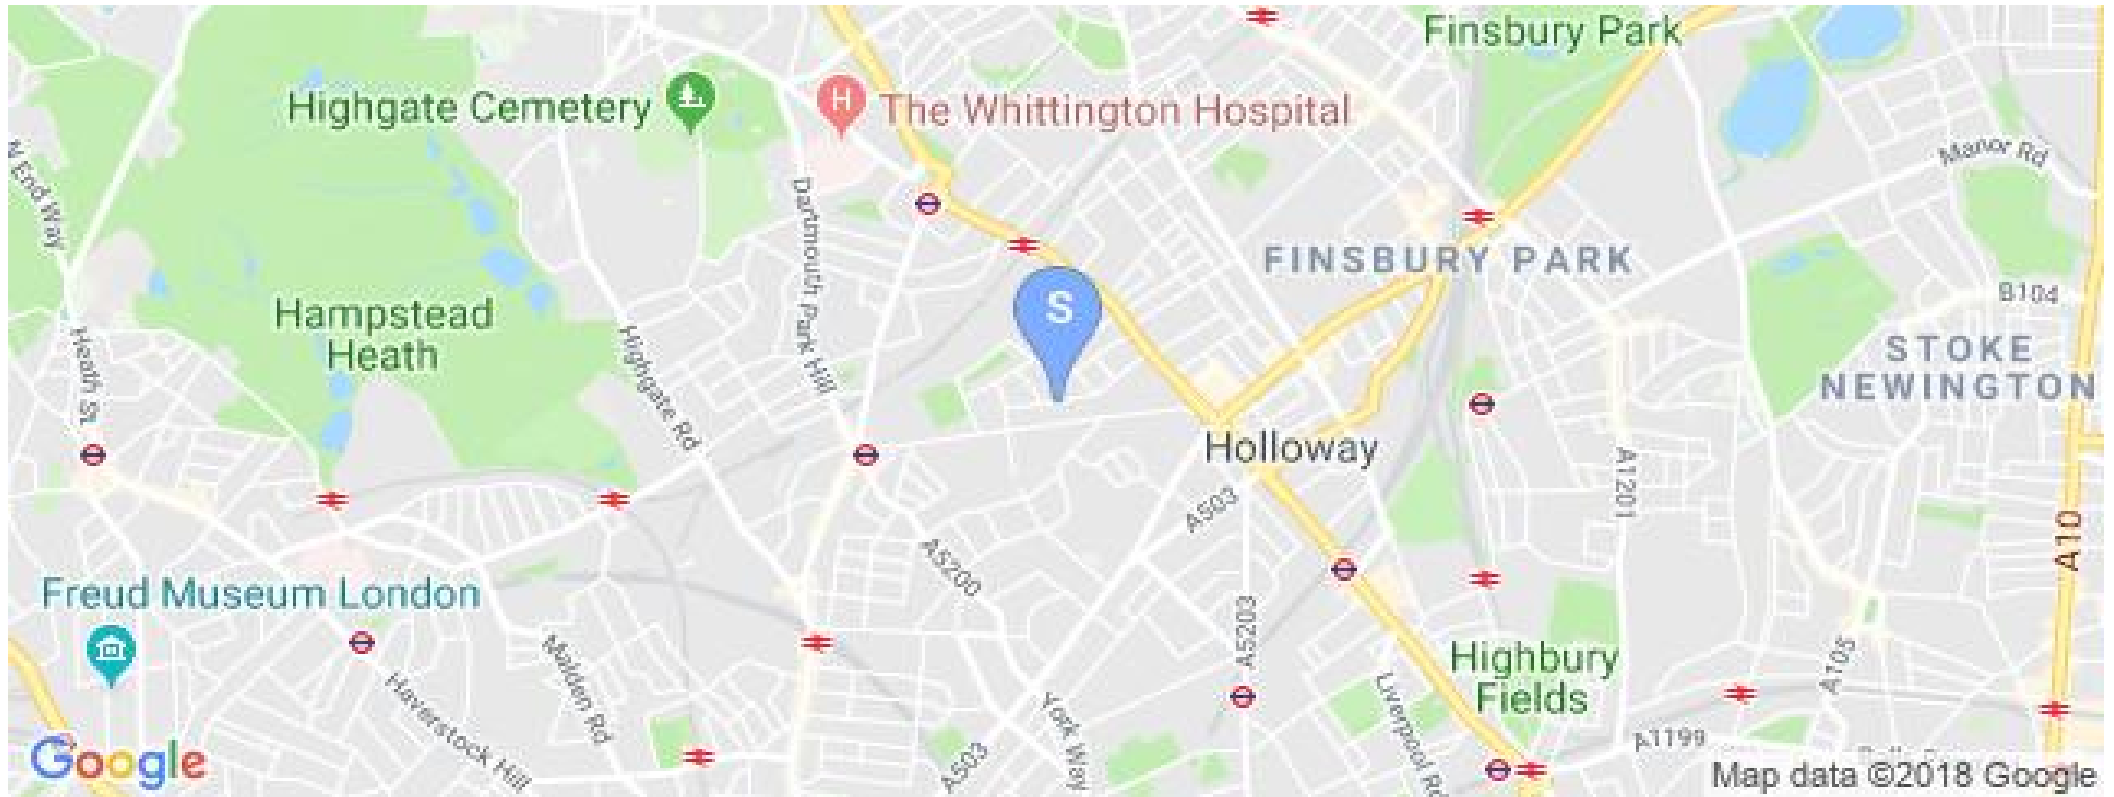 Finsbury Park
Highgate Cemetery
H
The Whittington Hospital
Manor Rd
N End Way
Dartmouth Park Hill
FINSBURY PARK
S
B104
Hampstead
Heath
Heath St
Highgate Rd
STOKE
NEWINGTON
Holloway
A503
A1201
A10
A5200
Freud Museum London
A5203
Malden Rd
Haverstock Hill
Highbury
Fields
A105
Liverpool Rd
York Way
A503
A1199
Google
Map data ©2018 Google